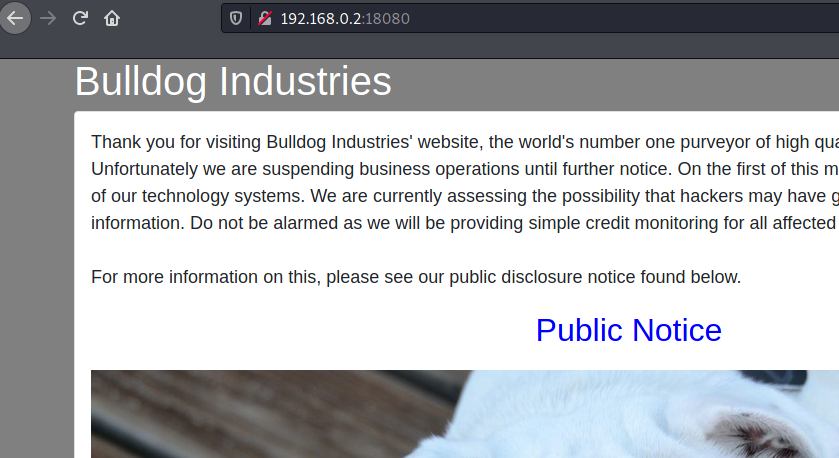 192.168.0.2:18080
Bulldog Industries
Thank you for visiting Bulldog Industries' website, the world's number one purveyor of high
Unfortunately we are suspending business operations until further notice. On the first of this
of our technology systems. We are currently assessing the possibility that hackers may have
information. Do not be alarmed as we will be providing simple credit monitoring for all affected
For more information on this, please see our public disclosure notice found below.
Public Notice